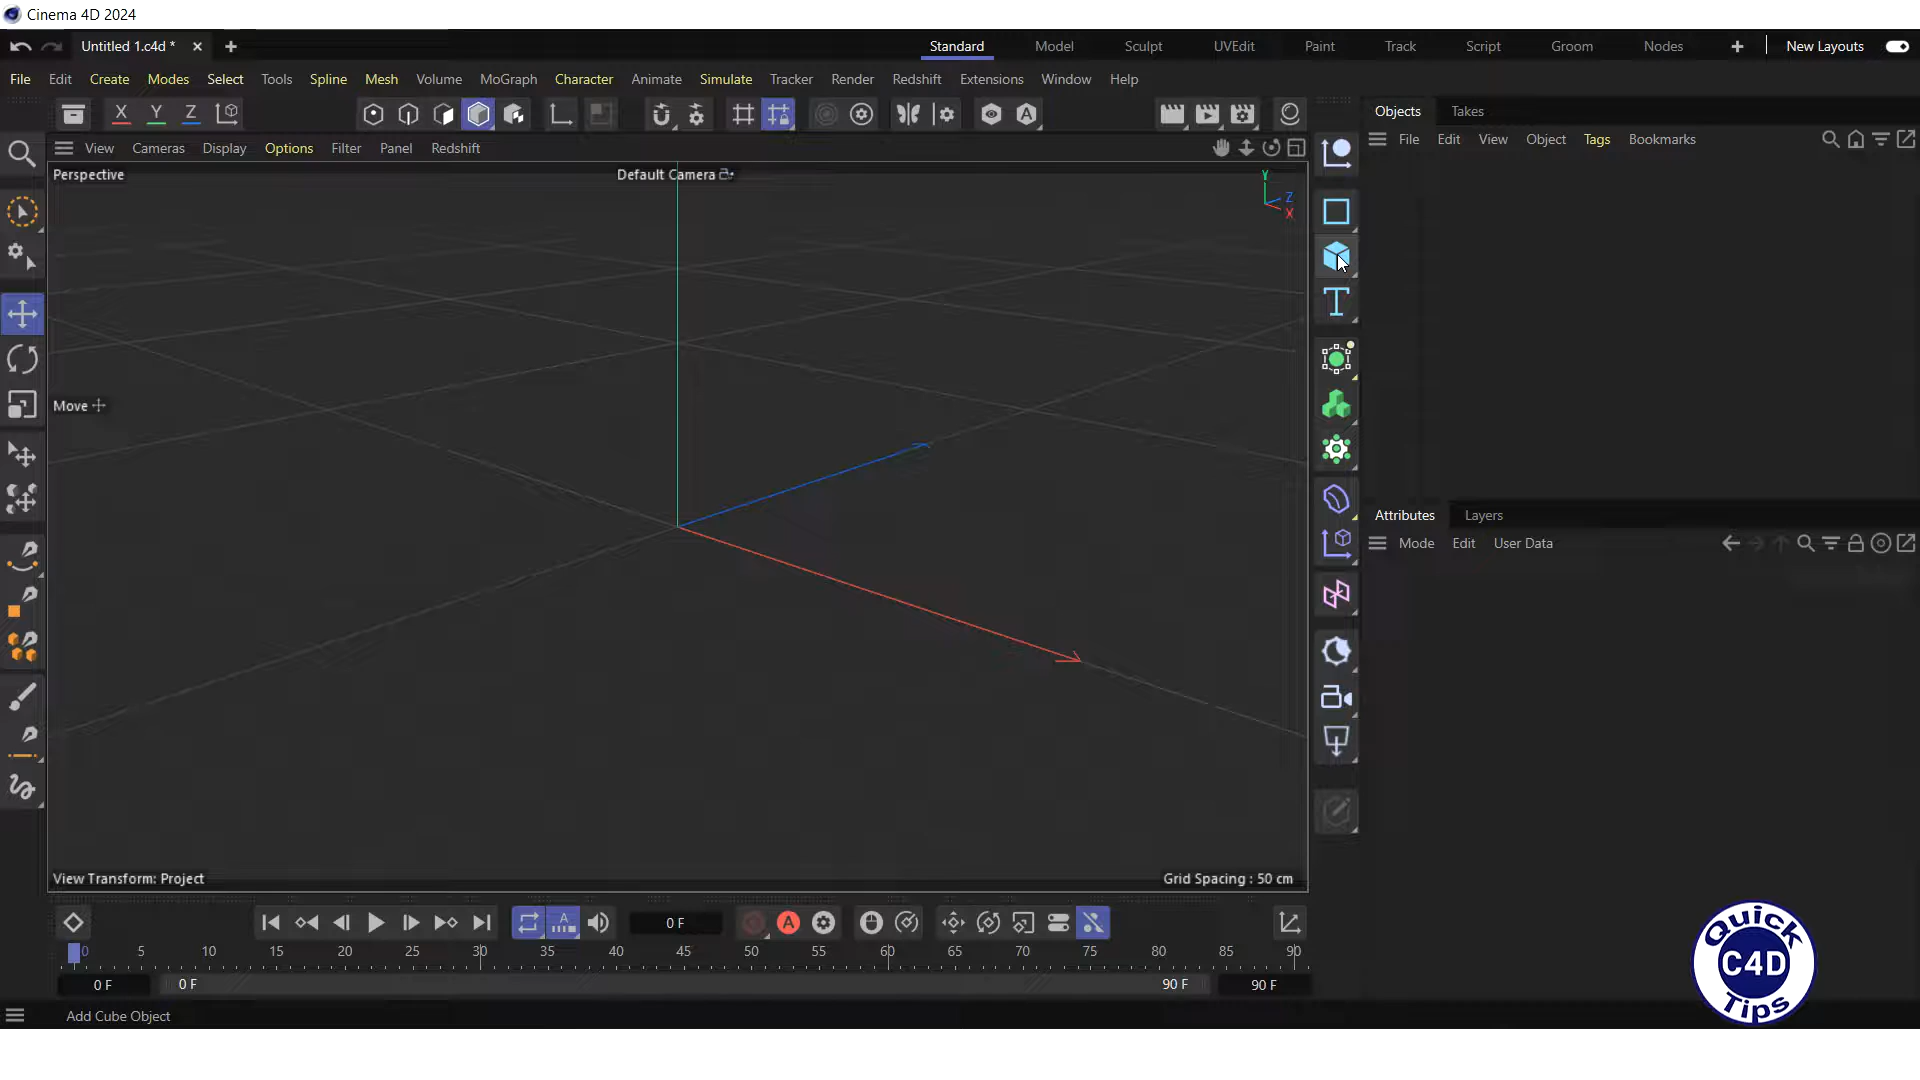 Cinema 4D 2024
Untitled 1.c4d *
Standard Model Sculpt UVEdit Paint Track Script Groom Nodes New Layouts
File Edit Create Modes Select Tools Spline Mesh Volume MoGraph Character Animate Simulate Tracker Render Redshift Extensions Window Help
X Y Z
A
Objects Takes
View Cameras Display Options Filter Panel Redshift
File Edit View Object Tags Bookmarks
Perspective
Default Camera
Y
Z
X
T
Move
Attributes Layers
Mode Edit User Data
View Transform: Project
Grid Spacing : 50 cm
A
0 F
A
0 5 10 15 20 25 30 35 40 45 50 55 60 65 70 75 80 85 90
0 F
0 F
90 F
90 F
Add Cube Object
Quick
C4D
Tips